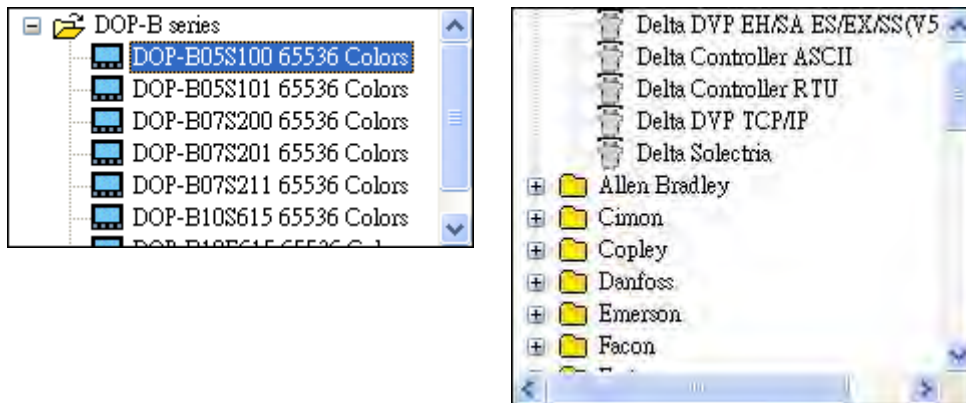 DOP-B series
DOP-B05S100 65536 Colors
DOP-B05S101 65536 Colors
DOP-B07S200 65536 Colors
DOP-B07S201 65536 Colors
DOP-B07S211 65536 Colors
DOP-B10S615 65536 Colors
Delta DVP EH/SA ES/EX/SS(V5
Delta Controller ASCII
Delta Controller RTU
Delta DVP TCP/IP
Delta Solectria
Allen Bradley
Cimon
Copley
Danfoss
Emerson
Facon